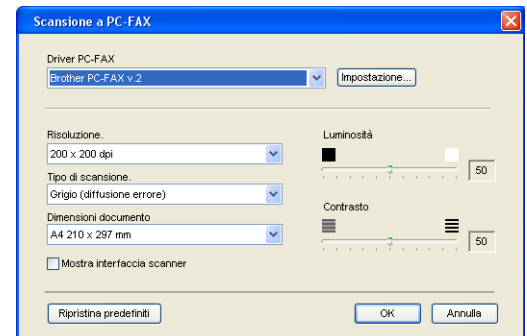 Scansione a PC-FAX
Driver PC-FAX
Brother PC-FAX v.2
Impostazione...
Risoluzione.
200 x 200 dpi
Tipo di scansione.
Grigio (diffusione errore)
Dimensioni documento
A4 210 x 297 mm
Mostra interfaccia scanner
Luminosità
50
Contrasto
50
Ripristina predefiniti
OK
Annulla